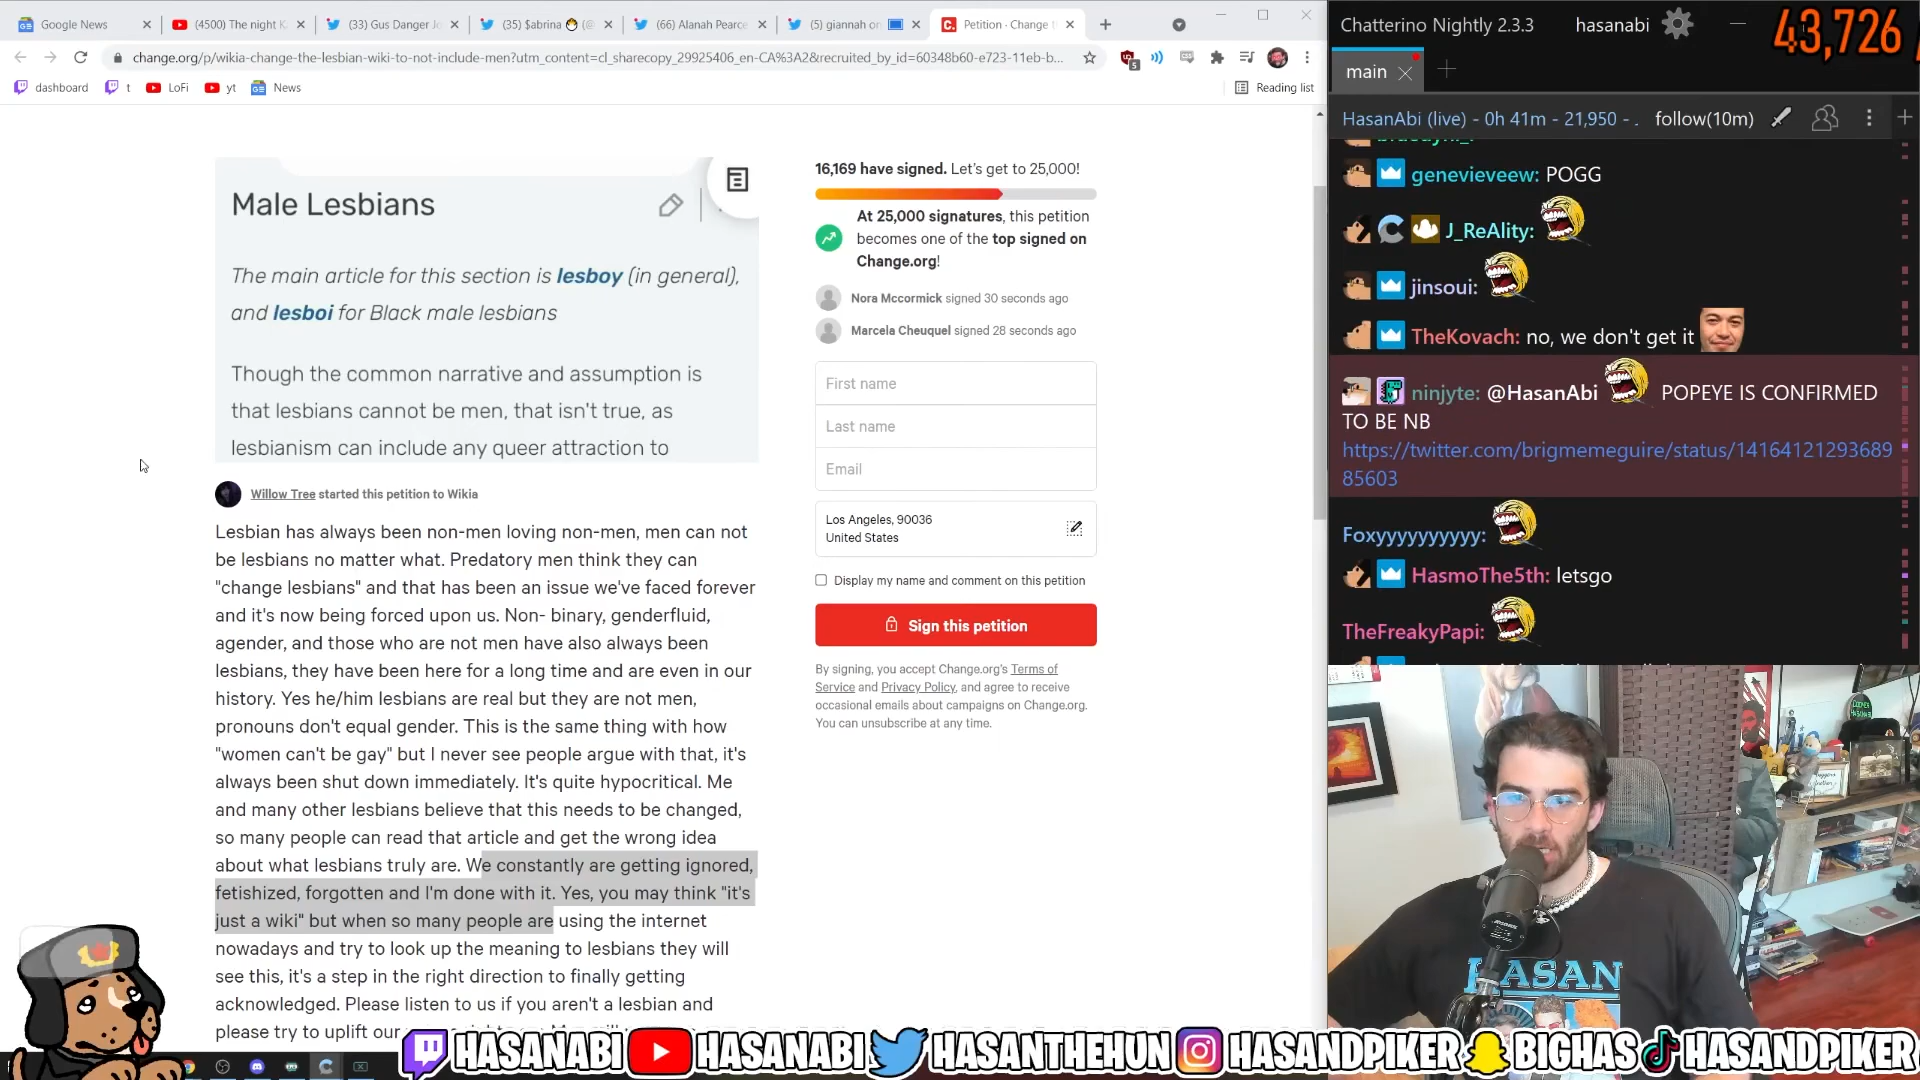 Google News
(4500) The night K
(33) Gus Danger Jo
(35) $abrina
(66) Alanah Pearce
(5) giannah on
Petition · Change t
change.org/p/wikia-change-the-lesbian-wiki-to-not-include-men?utm_content=cl_sharecopy_29925406_en-CA%3A2&recruited_by_id=60348b60-e723-11eb-b...
5
dashboard
t
LoFi
yt
News
Reading list
Male Lesbians
The main article for this section is lesboy (in general),
and lesboi for Black male lesbians
Though the common narrative and assumption is
that lesbians cannot be men, that isn't true, as
lesbianism can include any queer attraction to
Willow Tree started this petition to Wikia
Lesbian has always been non-men loving non-men, men can not
be lesbians no matter what. Predatory men think they can
"change lesbians" and that has been an issue we've faced forever
and it's now being forced upon us. Non- binary, genderfluid,
agender, and those who are not men have also always been
lesbians, they have been here for a long time and are even in our
history. Yes he/him lesbians are real but they are not men,
pronouns don't equal gender. This is the same thing with how
"women can't be gay" but I never see people argue with that, it's
always been shut down immediately. It's quite hypocritical. Me
and many other lesbians believe that this needs to be changed,
so many people can read that article and get the wrong idea
about what lesbians truly are. We constantly are getting ignored,
fetishized, forgotten and I'm done with it. Yes, you may think "it's
just a wiki" but when so many people are using the internet
nowadays and try to look up the meaning to lesbians they will
see this, it's a step in the right direction to finally getting
acknowledged. Please listen to us if you aren't a lesbian and
please try to uplift our
16,169 have signed. Let's get to 25,000!
At 25,000 signatures, this petition
becomes one of the top signed on
Change.org!
Nora Mccormick signed 30 seconds ago
Marcela Cheuquel signed 28 seconds ago
First name
Last name
Email
Los Angeles, 90036
United States
Display my name and comment on this petition
Sign this petition
By signing, you accept Change.org's Terms of
Service and Privacy Policy, and agree to receive
occasional emails about campaigns on Change.org.
You can unsubscribe at any time.
Chatterino Nightly 2.3.3
hasanabi
43,726
main
HasanAbi (live) - 0h 41m - 21,950 - .
follow(10m)
genevieveew: POGG
J_ReAlity:
jinsoui:
TheKovach: no, we don't get it
ninjyte: @HasanAbi POPEYE IS CONFIRMED
TO BE NB
https://twitter.com/brigmemeguire/status/14164121293689
85603
Foxyyyyyyyyyy:
HasmoThe5th: letsgo
TheFreakyPapi:
HASAN
HASANABI
HASANABI
HASANTHEHUN
HASANDPIKER
BIGHAS
HASANDPIKER